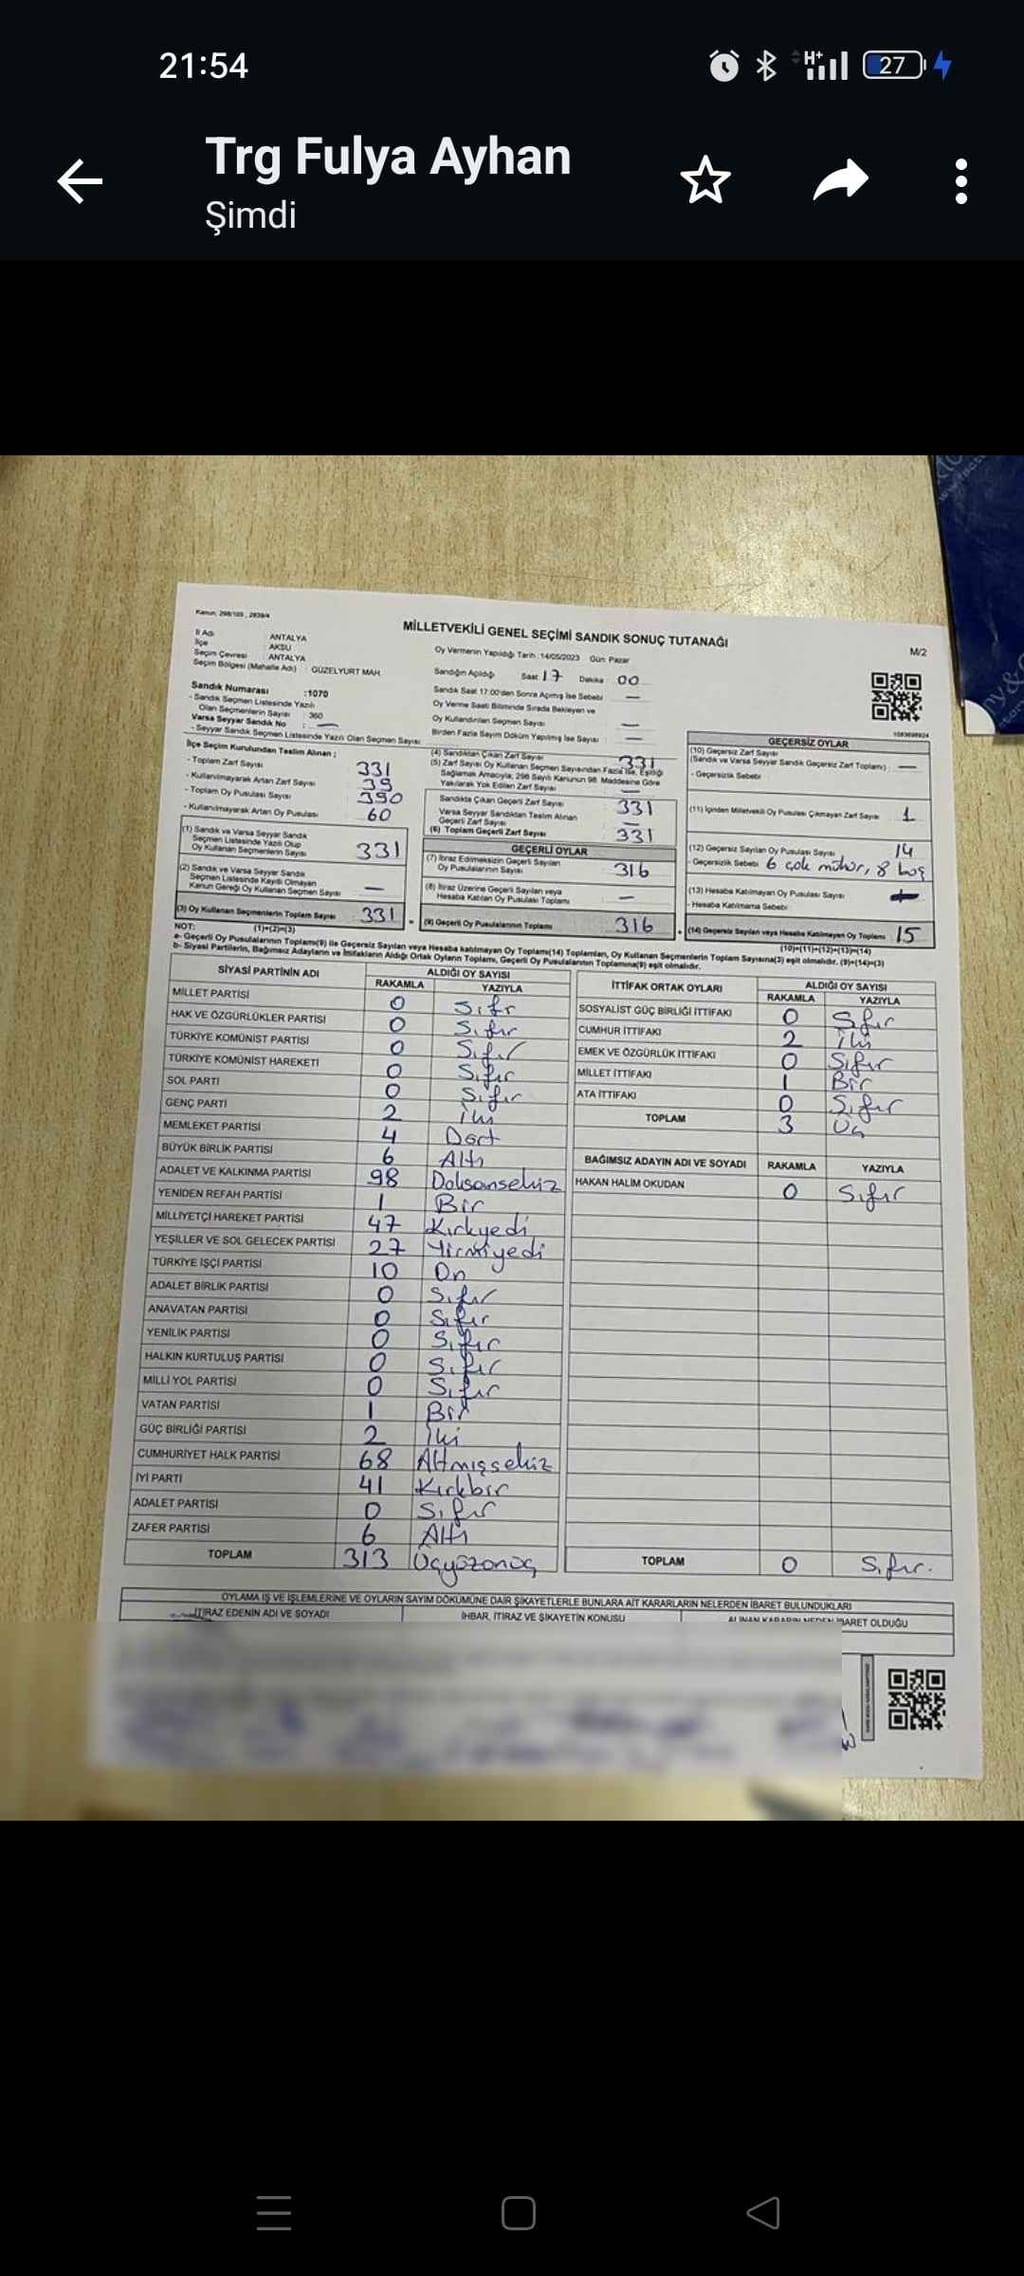 21:54
H+
27
Trg Fulya Ayhan
Şimdi
Kanun: 298/105, 2839/4
MİLLETVEKİLİ GENEL SEÇİMİ SANDIK SONUÇ TUTANAĞI
M/2
İl Adı ANTALYA
İlçe AKSU
Seçim Çevresi ANTALYA
Seçim Bölgesi (Mahalle Adı) : GÜZELYURT MAH.
Sandık Numarası :1070
- Sandık Seçmen Listesinde Yazılı
Olan Seçmenlerin Sayısı : 360
Varsa Seyyar Sandık No : —
- Seyyar Sandık Seçmen Listesinde Yazılı Olan Seçmen Sayısı
Oy Vermenin Yapıldığı Tarih :14/05/2023 Gün: Pazar
Sandığın Açıldığı Saat 17 Dakika 00
Sandık Saat 17:00'dan Sonra Açılmış İse Sebebi —
Oy Verme Saati Bitiminde Sırada Bekleyen ve
Oy Kullandırılan Seçmen Sayısı —
Birden Fazla Sayım Döküm Yapılmış İse Sayısı —
İlçe Seçim Kurulundan Teslim Alınan ;
- Toplam Zarf Sayısı 331
- Kullanılmayarak Artan Zarf Sayısı 39
- Toplam Oy Pusulası Sayısı 390
- Kullanılmayarak Artan Oy Pusulası 60
(1) Sandık ve Varsa Seyyar Sandık
Seçmen Listesinde Yazılı Olup
Oy Kullanan Seçmenlerin Sayısı 331
(2) Sandık ve Varsa Seyyar Sandık
Seçmen Listesinde Kayıtlı Olmayan
Kanun Gereği Oy Kullanan Seçmen Sayısı —
(3) Oy Kullanan Seçmenlerin Toplam Sayısı 331
(1)+(2)=(3)
(4) Sandıktan Çıkan Zarf Sayısı 331
(5) Zarf Sayısı Oy Kullanan Seçmen Sayısından Fazla İse, Eşitliği
Sağlamak Amacıyla, 298 Sayılı Kanunun 98. Maddesine Göre
Yakılarak Yok Edilen Zarf Sayısı —
Sandıkta Çıkan Geçerli Zarf Sayısı 331
Varsa Seyyar Sandıktan Teslim Alınan
Geçerli Zarf Sayısı —
(6) Toplam Geçerli Zarf Sayısı 331
GEÇERLİ OYLAR
(7) İtiraz Edilmeksizin Geçerli Sayılan
Oy Pusulalarının Sayısı 316
(8) İtiraz Üzerine Geçerli Sayılan veya
Hesaba Katılan Oy Pusulası Toplamı —
(9) Geçerli Oy Pusulalarının Toplamı 316
GEÇERSİZ OYLAR
(10) Geçersiz Zarf Sayısı
(Sandık ve Varsa Seyyar Sandık Geçersiz Zarf Toplamı) —
- Geçersizlik Sebebi
(11) İçinden Milletvekili Oy Pusulası Çıkmayan Zarf Sayısı 1
(12) Geçersiz Sayılan Oy Pusulası Sayısı 14
- Geçersizlik Sebebi 6 çok mühür, 8 boş
(13) Hesaba Katılmayan Oy Pusulası Sayısı
- Hesaba Katılmama Sebebi
(14) Geçersiz Sayılan veya Hesaba Katılmayan Oy Toplamı 15
(10)+(11)+(12)+(13)=(14)
NOT:
a- Geçerli Oy Pusulalarının Toplamı(9) ile Geçersiz Sayılan veya Hesaba katılmayan Oy Toplamı(14) Toplamları, Oy Kullanan Seçmenlerin Toplam Sayısına(3) eşit olmalıdır. (9)+(14)=(3)
b- Siyasi Partilerin, Bağımsız Adayların ve İttifakların Aldığı Ortak Oyların Toplamı, Geçerli Oy Pusulalarının Toplamına(9) eşit olmalıdır.
SİYASİ PARTİNİN ADI ALDIĞI OY SAYISI
RAKAMLA YAZIYLA
MİLLET PARTİSİ 0 Sıfır
HAK VE ÖZGÜRLÜKLER PARTİSİ 0 Sıfır
TÜRKİYE KOMÜNİST PARTİSİ 0 Sıfır
TÜRKİYE KOMÜNİST HAREKETİ 0 Sıfır
SOL PARTİ 0 Sıfır
GENÇ PARTİ 2 İki
MEMLEKET PARTİSİ 4 Dört
BÜYÜK BİRLİK PARTİSİ 6 Altı
ADALET VE KALKINMA PARTİSİ 98 Doksansekiz
YENİDEN REFAH PARTİSİ 1 Bir
MİLLİYETÇİ HAREKET PARTİSİ 47 Kırkyedi
YEŞİLLER VE SOL GELECEK PARTİSİ 27 Yirmiyedi
TÜRKİYE İŞÇİ PARTİSİ 10 On
ADALET BİRLİK PARTİSİ 0 Sıfır
ANAVATAN PARTİSİ 0 Sıfır
YENİLİK PARTİSİ 0 Sıfır
HALKIN KURTULUŞ PARTİSİ 0 Sıfır
MİLLİ YOL PARTİSİ 0 Sıfır
VATAN PARTİSİ 1 Bir
GÜÇ BİRLİĞİ PARTİSİ 2 İki
CUMHURİYET HALK PARTİSİ 68 Altmışsekiz
İYİ PARTİ 41 Kırkbir
ADALET PARTİSİ 0 Sıfır
ZAFER PARTİSİ 6 Altı
TOPLAM 313 Üçyüzonüç
İTTİFAK ORTAK OYLARI ALDIĞI OY SAYISI
RAKAMLA YAZIYLA
SOSYALİST GÜÇ BİRLİĞİ İTTİFAKI 0 Sıfır
CUMHUR İTTİFAKI 2 İki
EMEK VE ÖZGÜRLÜK İTTİFAKI 0 Sıfır
MİLLET İTTİFAKI 1 Bir
ATA İTTİFAKI 0 Sıfır
TOPLAM 3 Üç
BAĞIMSIZ ADAYIN ADI VE SOYADI RAKAMLA YAZIYLA
HAKAN HALİM OKUDAN 0 Sıfır
TOPLAM 0 Sıfır.
OYLAMA İŞ VE İŞLEMLERİNE VE OYLARIN SAYIM DÖKÜMÜNE DAİR ŞİKAYETLERLE BUNLARA AİT KARARLARIN NELERDEN İBARET BULUNDUKLARI
İTİRAZ EDENİN ADI VE SOYADI İHBAR, İTİRAZ VE ŞİKAYETİN KONUSU ALINAN KARARIN NEDEN İBARET OLDUĞU